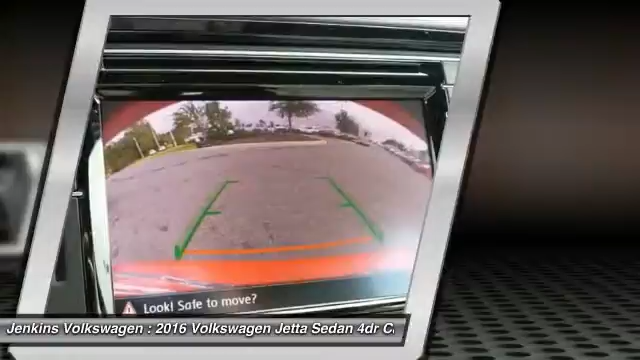 Look! Safe to move?
Jenkins Volkswagen : 2016 Volkswagen Jetta Sedan 4dr